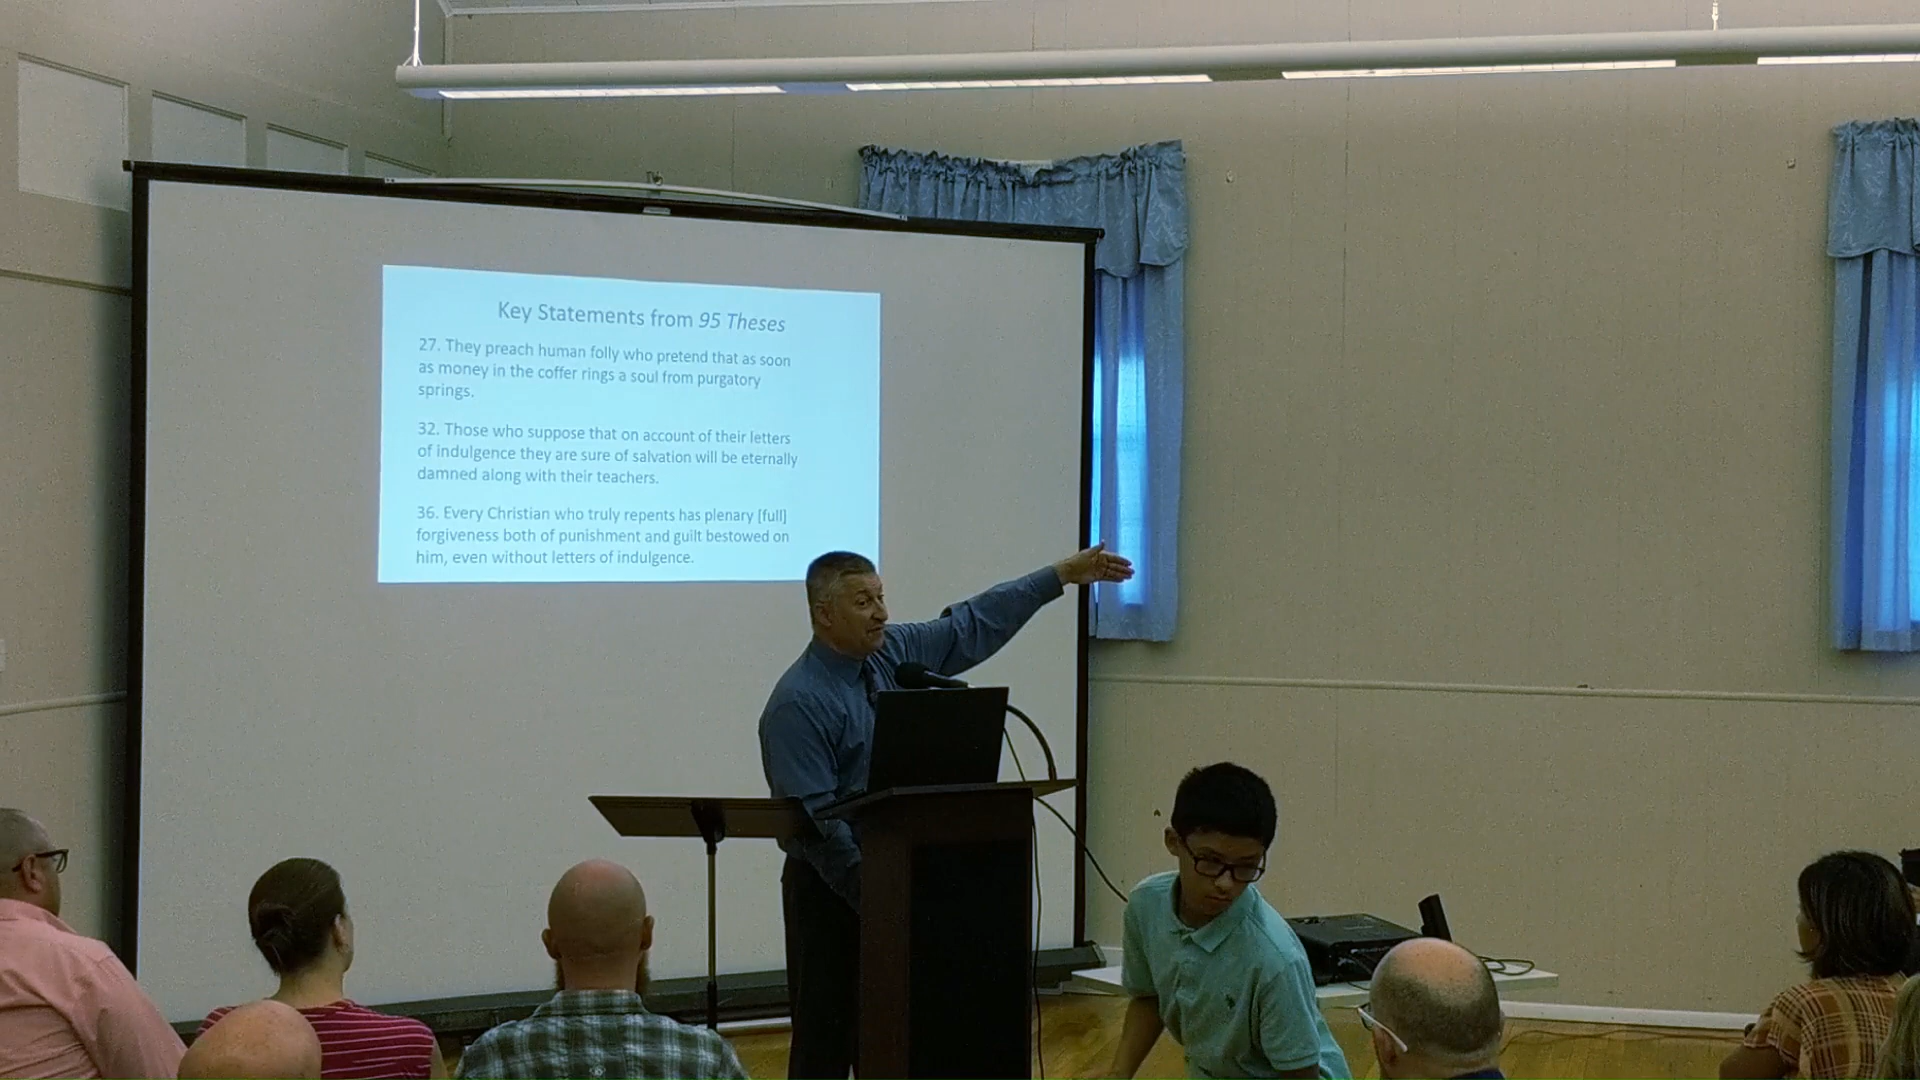 Key Statements from 95 Theses
27. They preach human folly who pretend that as soon
as money in the coffer rings a soul from purgatory
springs.
32. Those who suppose that on account of their letters
of indulgence they are sure of salvation will be eternally
damned along with their teachers.
36. Every Christian who truly repents has plenary [full]
forgiveness both of punishment and guilt bestowed on
him, even without letters of indulgence.